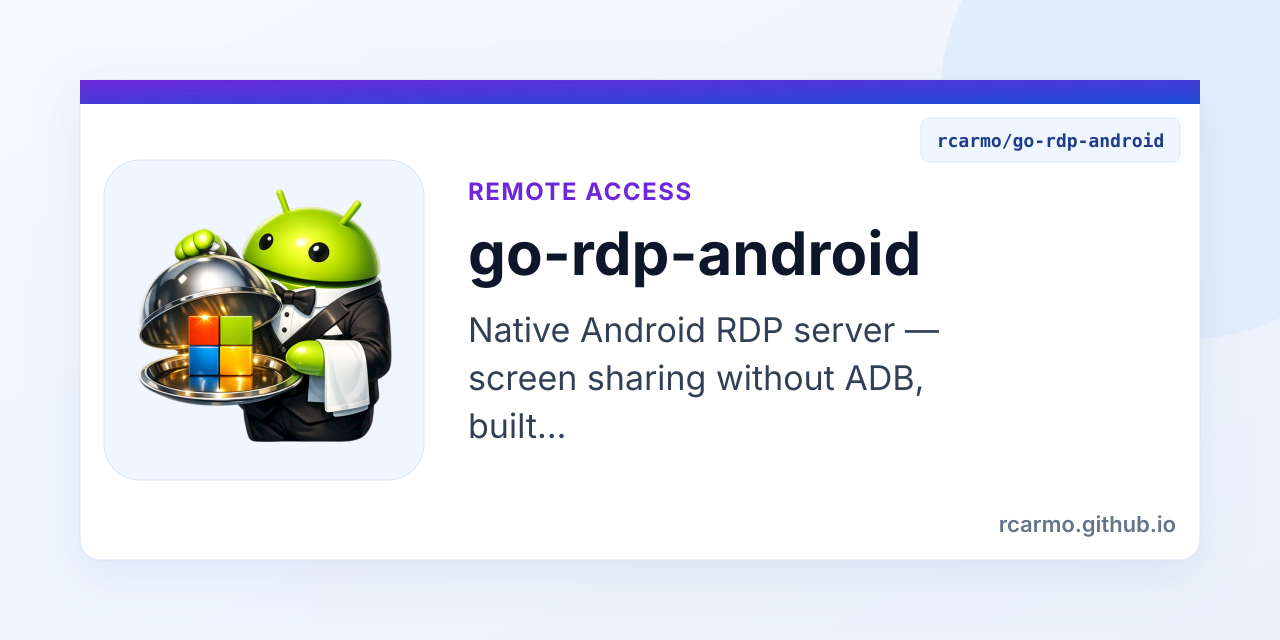 rcarmo/go-rdp-android
REMOTE ACCESS
go-rdp-android
Native Android RDP server —
screen sharing without ADB,
built...
rcarmo.github.io